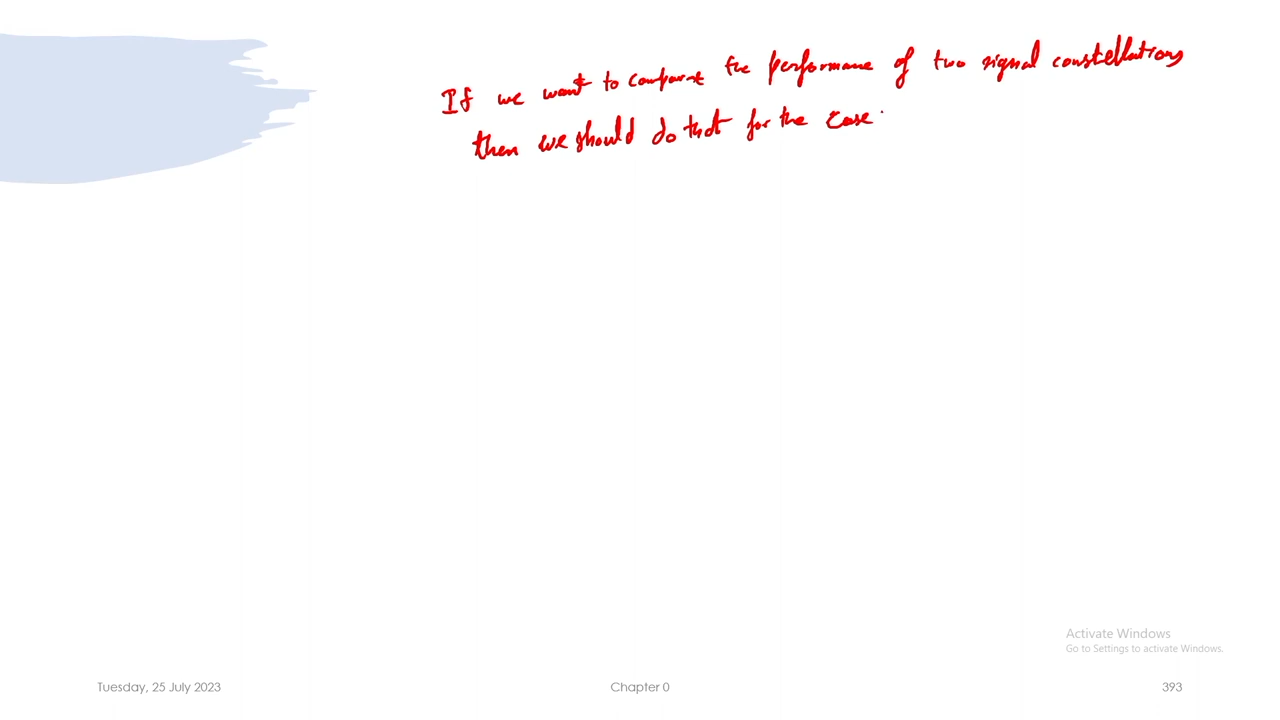 If we want to compare the performance of two signal constellations
then we should do that for the case
Activate Windows
Go to Settings to activate Windows.
Tuesday, 25 July 2023
Chapter 0
393